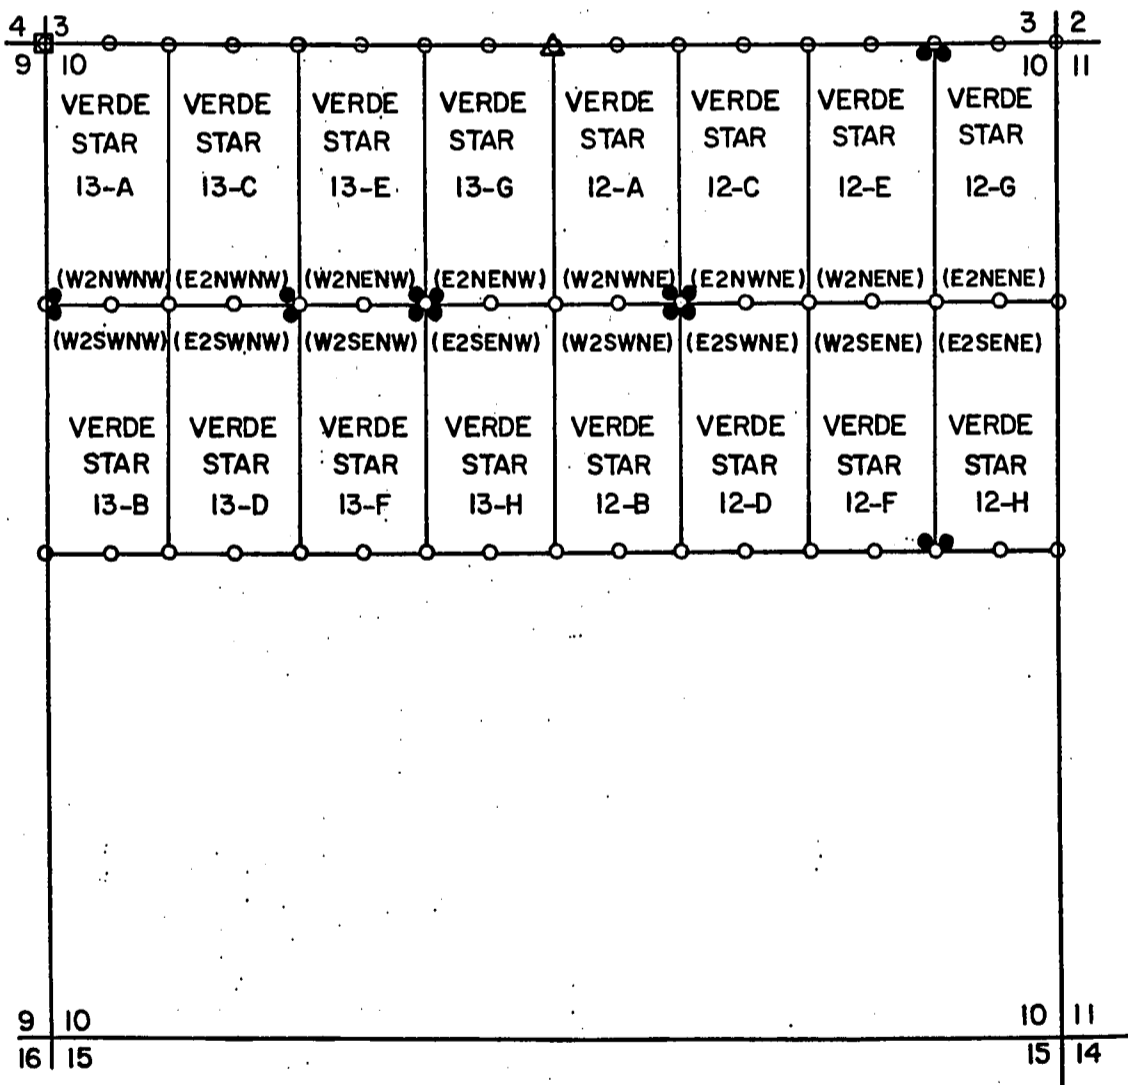 4 3 3 2
9 10 10 11
VERDE VERDE VERDE VERDE VERDE VERDE VERDE VERDE
STAR STAR STAR STAR STAR STAR STAR STAR
13-A 13-C 13-E 13-G 12-A 12-C 12-E 12-G
(W2NWNW) (E2NWNW) (W2NENW) (E2NENW) (W2NWNE) (E2NWNE) (W2NENE) (E2NENE)
(W2SWNW) (E2SWNW) (W2SENW) (E2SENW) (W2SWNE) (E2SWNE) (W2SENE) (E2SENE)
VERDE VERDE VERDE VERDE VERDE VERDE VERDE VERDE
STAR STAR STAR STAR STAR STAR STAR STAR
13-B 13-D 13-F 13-H 12-B 12-D 12-F 12-H
9 10 10 11
16 15 15 14